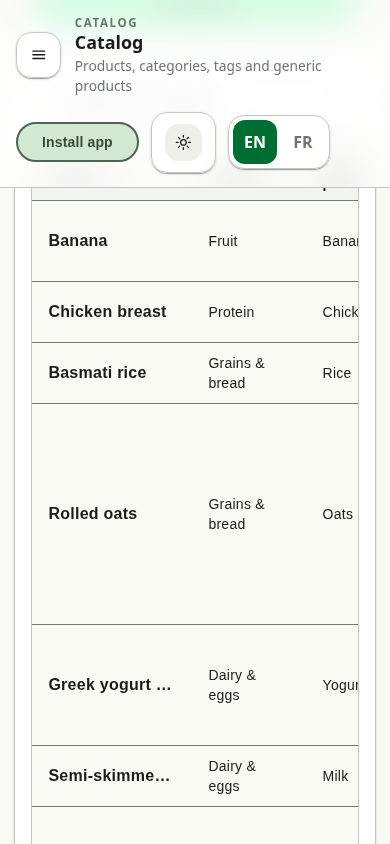 CATALOG
Catalog
Products, categories, tags and generic
products
Install app
EN FR
Banana Fruit Banan
Chicken breast Protein Chick
Basmati rice Grains &
bread Rice
Rolled oats Grains &
bread Oats
Greek yogurt … Dairy &
eggs Yogur
Semi-skimme… Dairy &
eggs Milk